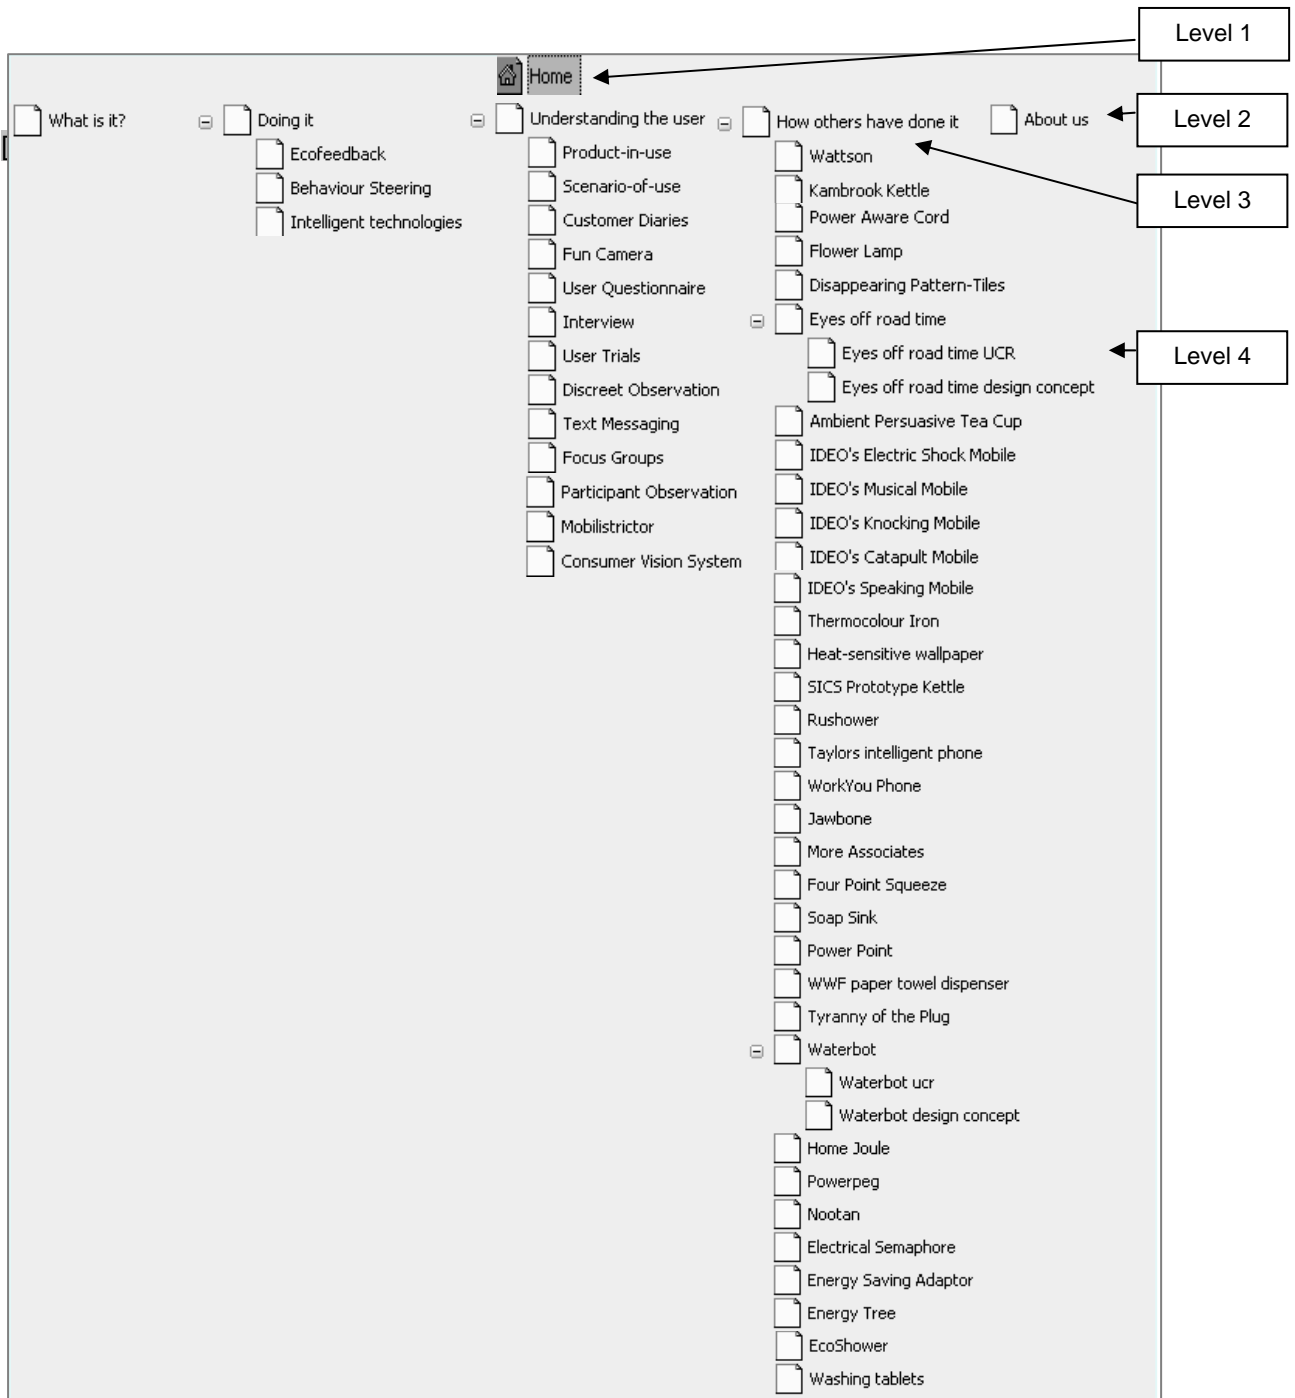 Level 1
Home
What is it?
Doing it
Ecofeedback
Behaviour Steering
Intelligent technologies
Understanding the user
Product-in-use
Scenario-of-use
Customer Diaries
Fun Camera
User Questionnaire
Interview
User Trials
Discreet Observation
Text Messaging
Focus Groups
Participant Observation
Mobilistrictor
Consumer Vision System
How others have done it
Wattson
Kambrook Kettle
Power Aware Cord
Flower Lamp
Disappearing Pattern-Tiles
Eyes off road time
Eyes off road time UCR
Eyes off road time design concept
Ambient Persuasive Tea Cup
IDEO's Electric Shock Mobile
IDEO's Musical Mobile
IDEO's Knocking Mobile
IDEO's Catapult Mobile
IDEO's Speaking Mobile
Thermocolour Iron
Heat-sensitive wallpaper
SICS Prototype Kettle
Rushower
Taylors intelligent phone
WorkYou Phone
Jawbone
More Associates
Four Point Squeeze
Soap Sink
Power Point
WWF paper towel dispenser
Tyranny of the Plug
Waterbot
Waterbot ucr
Waterbot design concept
Home Joule
Powerpeg
Nootan
Electrical Semaphore
Energy Saving Adaptor
Energy Tree
EcoShower
Washing tablets
About us
Level 2
Level 3
Level 4